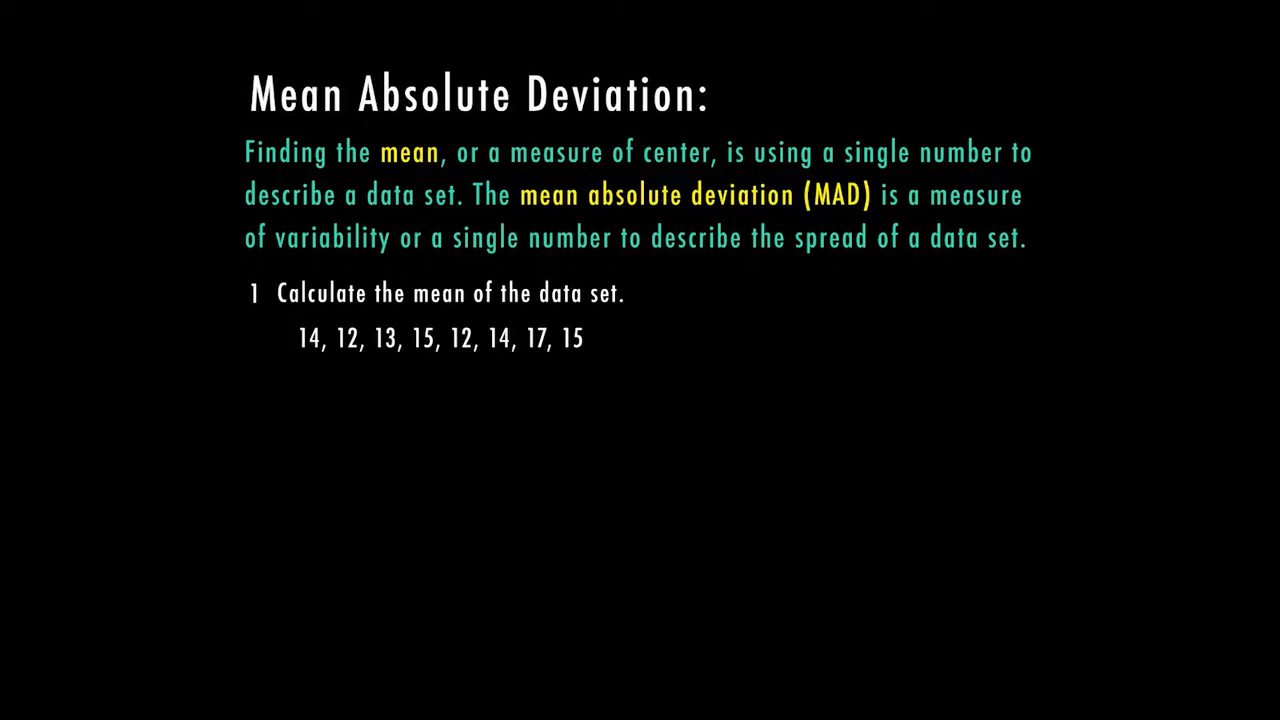 Mean Absolute Deviation:
Finding the mean, or a measure of center, is using a single number to
describe a data set. The mean absolute deviation (MAD) is a measure
of variability or a single number to describe the spread of a data set.
1 Calculate the mean of the data set.
14, 12, 13, 15, 12, 14, 17, 15